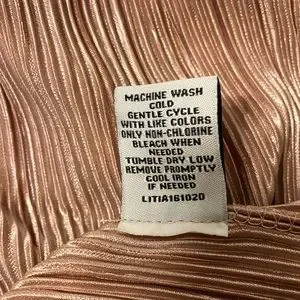 MACHINE WASH
COLD
GENTLE CYCLE
WITH LIKE COLORS
ONLY NON-CHLORINE
BLEACH WHEN
NEEDED
TUMBLE DRY LOW
REMOVE PROMPTLY
COOL IRON
IF NEEDED
LITIA161020